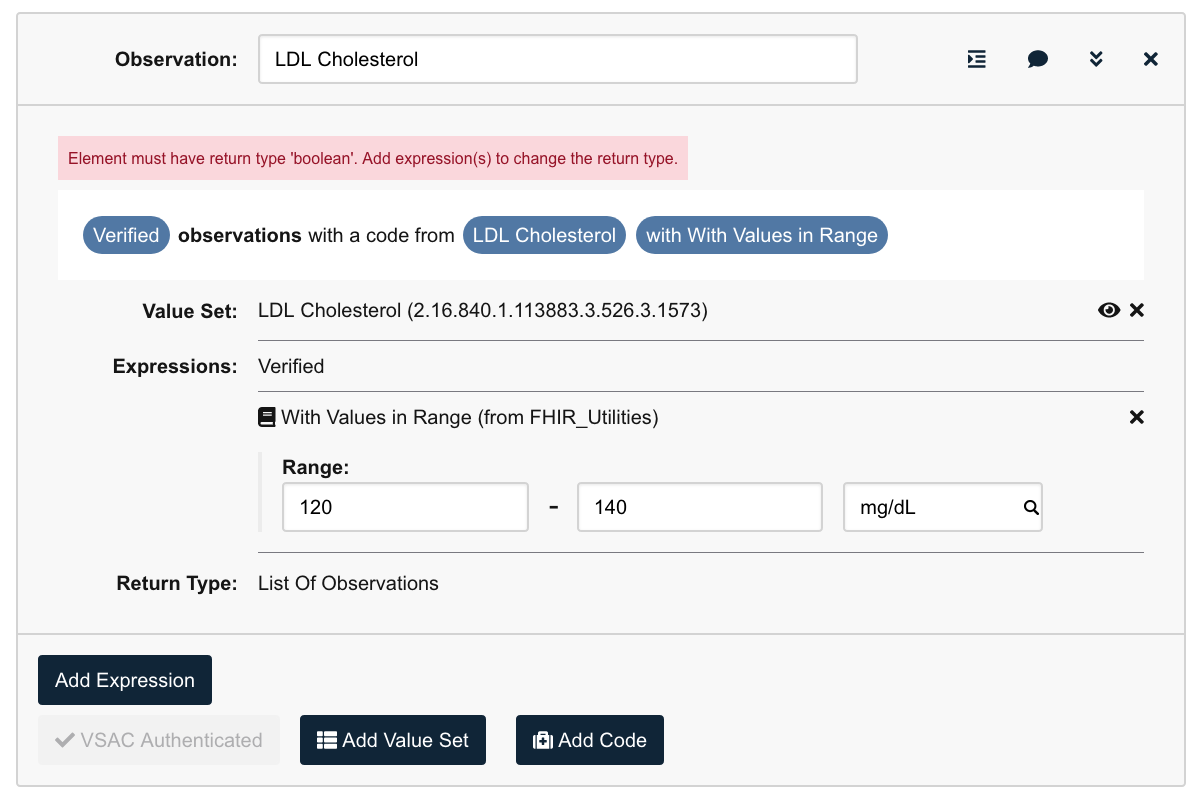 Observation: LDL Cholesterol
Element must have return type 'boolean'. Add expression(s) to change the return type.
Verified observations with a code from LDL Cholesterol with With Values in Range
Value Set: LDL Cholesterol (2.16.840.1.113883.3.526.3.1573)
Expressions: Verified
With Values in Range (from FHIR_Utilities)
Range:
120 - 140 mg/dL
Return Type: List Of Observations
Add Expression
VSAC Authenticated Add Value Set Add Code